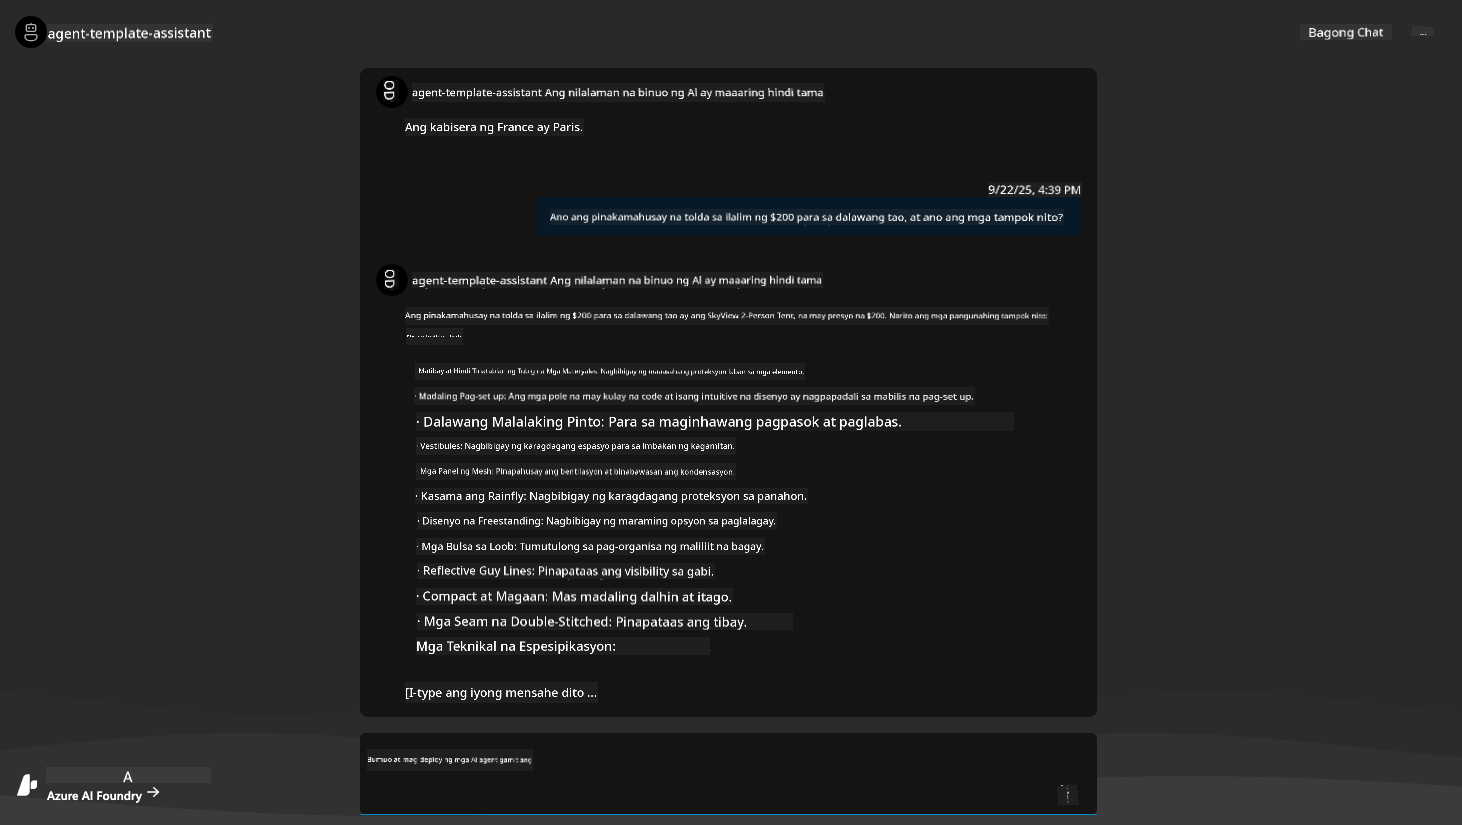 agent-template-assistant
Bagong Chat
...
agent-template-assistant Ang nilalaman na binuo ng AI ay maaaring hindi tama
Ang kabisera ng France ay Paris.
9/22/25, 4:39 PM
Ano ang pinakamahusay na tolda sa ilalim ng $200 para sa dalawang tao, at ano ang mga tampok nito?
agent-template-assistant Ang nilalaman na binuo ng AI ay maaaring hindi tama
Ang pinakamahusay na tolda sa ilalim ng $200 para sa dalawang tao ay ang SkyView 2-Person Tent, na may presyo na $200. Narito ang mga pangunahing tampok nito:
Matibay at Hindi Tinatablan ng Tubig na Mga Materyales: Nagbibigay ng maaasahang proteksyon laban sa mga elemento.
· Madaling Pag-set up: Ang mga pole na may kulay na code at isang intuitive na disenyo ay nagpapadali sa mabilis na pag-set up.
· Dalawang Malalaking Pinto: Para sa maginhawang pagpasok at paglabas.
· Vestibules: Nagbibigay ng karagdagang espasyo para sa imbakan ng kagamitan.
Mga Panel ng Mesh: Pinapahusay ang bentilasyon at binabawasan ang kondensasyon.
· Kasama ang Rainfly: Nagbibigay ng karagdagang proteksyon sa panahon.
· Disenyo na Freestanding: Nagbibigay ng maraming opsyon sa paglalagay.
· Mga Bulsa sa Loob: Tumutulong sa pag-organisa ng maliliit na bagay.
· Reflective Guy Lines: Pinapataas ang visibility sa gabi.
· Compact at Magaan: Mas madaling dalhin at itago.
· Mga Seam na Double-Stitched: Pinapataas ang tibay.
Mga Teknikal na Espesipikasyon:
[I-type ang iyong mensahe dito ...
Bumuo at mag deploy ng mga AI agent gamit ang
A
Azure AI Foundry